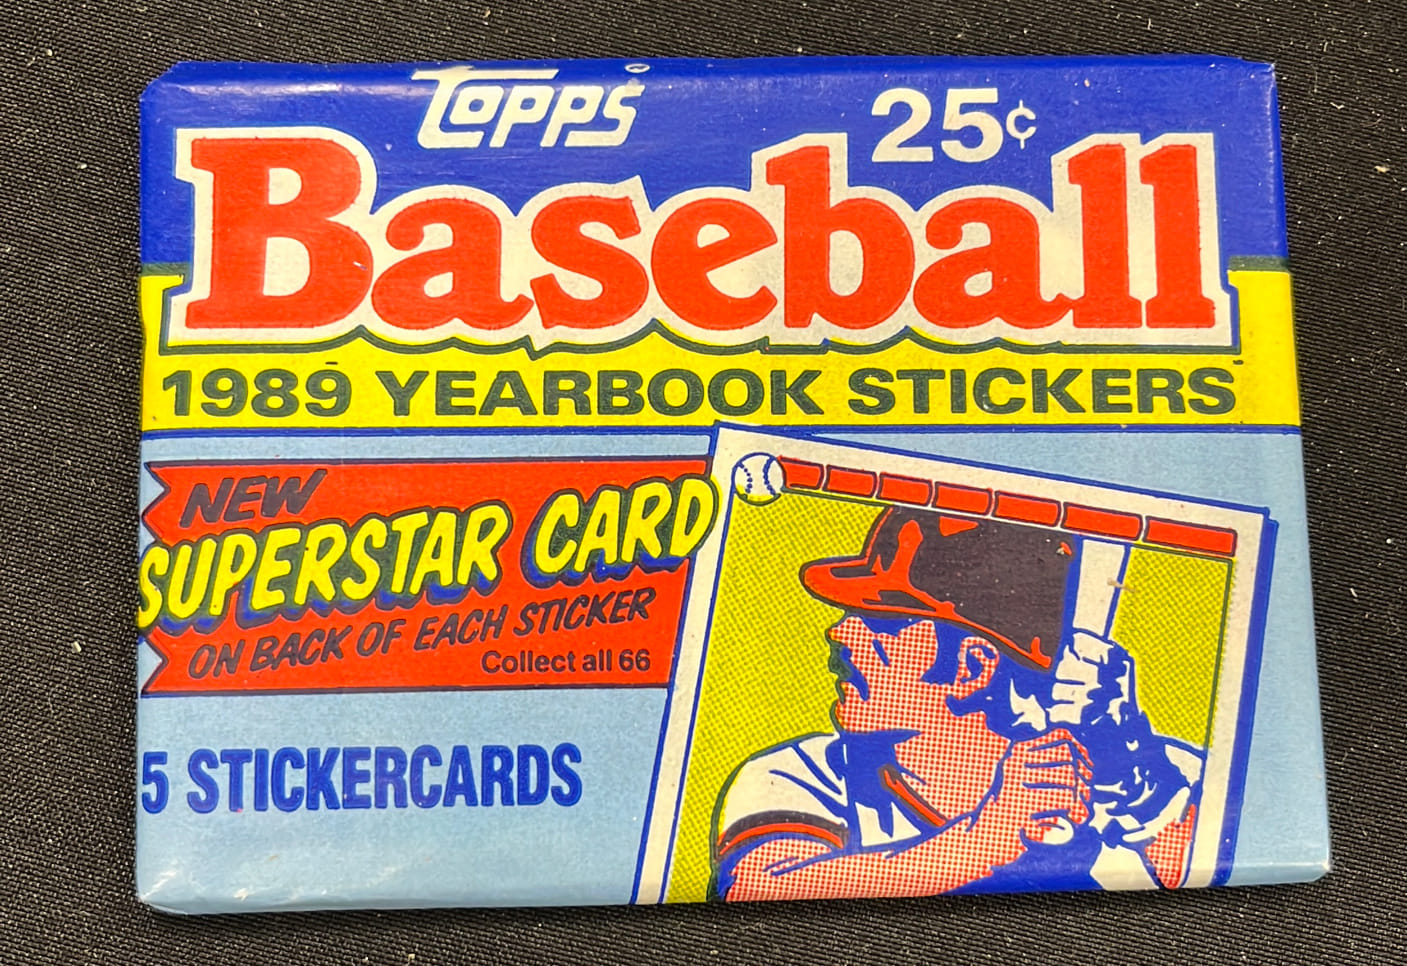 TOPPS 25¢
Baseball
1989 YEARBOOK STICKERS
NEW
SUPERSTAR CARD
ON BACK OF EACH STICKER
Collect all 66
5 STICKERCARDS